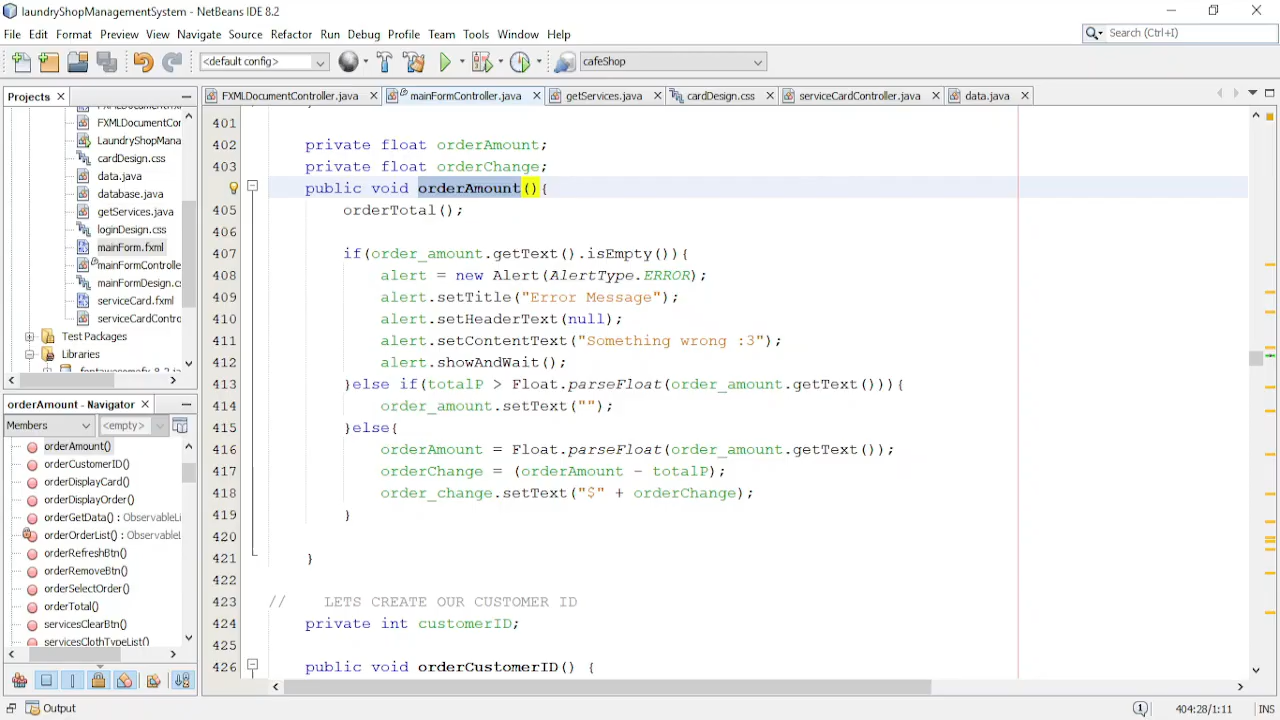 laundryShopManagementSystem - NetBeans IDE 8.2
File Edit Format Preview View Navigate Source Refactor Run Debug Profile Team Tools Window Help
Search (Ctrl+I)
<default config>
cafeShop
Projects
FXMLDocumentController.java
mainFormController.java
getServices.java
cardDesign.css
serviceCardController.java
data.java
FXMLDocumentCor
LaundryShopMana
cardDesign.css
data.java
database.java
getServices.java
loginDesign.css
mainForm.fxml
mainFormControlle
mainFormDesign.cs
serviceCard.fxml
serviceCardContro
Test Packages
Libraries
orderAmount - Navigator
Members
<empty>
orderAmount()
orderCustomerID()
orderDisplayCard()
orderDisplayOrder()
orderGetData() : ObservableLi
orderOrderList() : Observable
orderRefreshBtn()
orderRemoveBtn()
orderSelectOrder()
orderTotal()
servicesClearBtn()
servicesClothTypeList()
401
402 private float orderAmount;
403 private float orderChange;
public void orderAmount(){
405 orderTotal();
406
407 if(order_amount.getText().isEmpty()){
408 alert = new Alert(AlertType.ERROR);
409 alert.setTitle("Error Message");
410 alert.setHeaderText(null);
411 alert.setContentText("Something wrong :3");
412 alert.showAndWait();
413 }else if(totalP > Float.parseFloat(order_amount.getText())){
414 order_amount.setText("");
415 }else{
416 orderAmount = Float.parseFloat(order_amount.getText());
417 orderChange = (orderAmount - totalP);
418 order_change.setText("$" + orderChange);
419 }
420
421 }
422
423 // LETS CREATE OUR CUSTOMER ID
424 private int customerID;
425
426 public void orderCustomerID() {
Output
404:28/1:11
INS